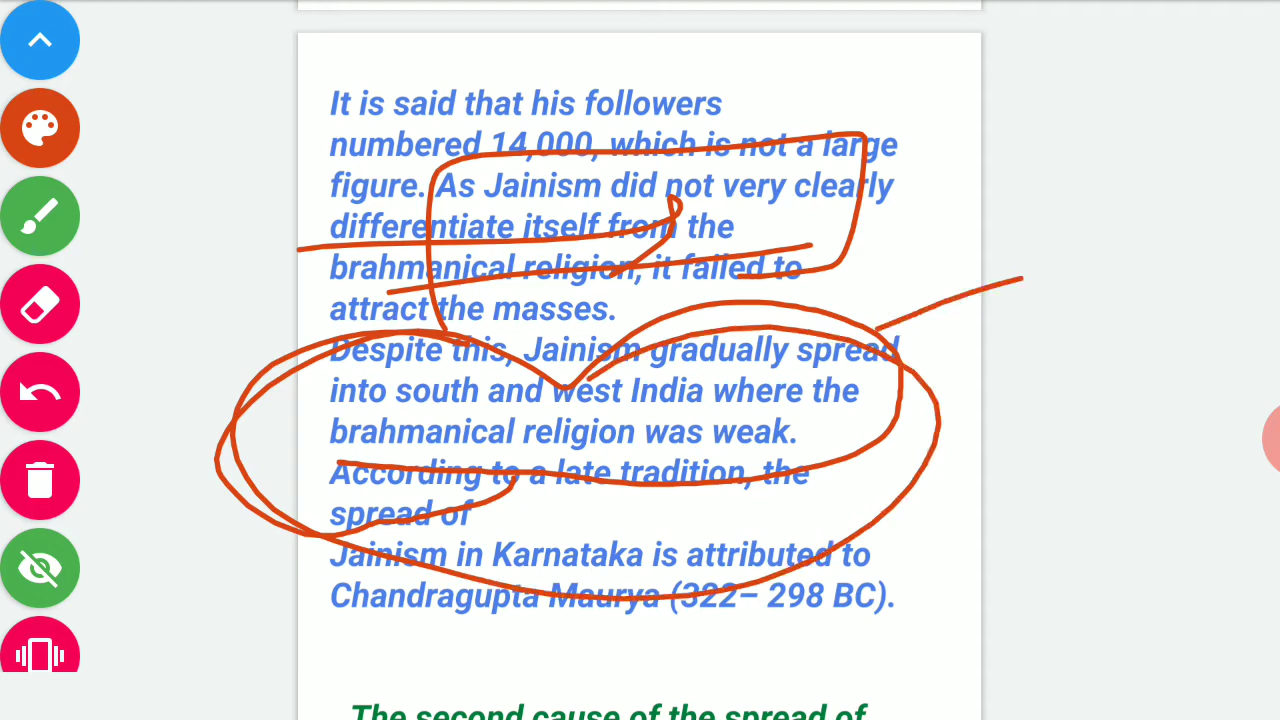 It is said that his followers
numbered 14,000, which is not a large
figure. As Jainism did not very clearly
differentiate itself from the
brahmanical religion, it failed to
attract the masses.
Despite this, Jainism gradually spread
into south and west India where the
brahmanical religion was weak.
According to a late tradition, the
spread of
Jainism in Karnataka is attributed to
Chandragupta Maurya (322– 298 BC).
The second cause of the spread of